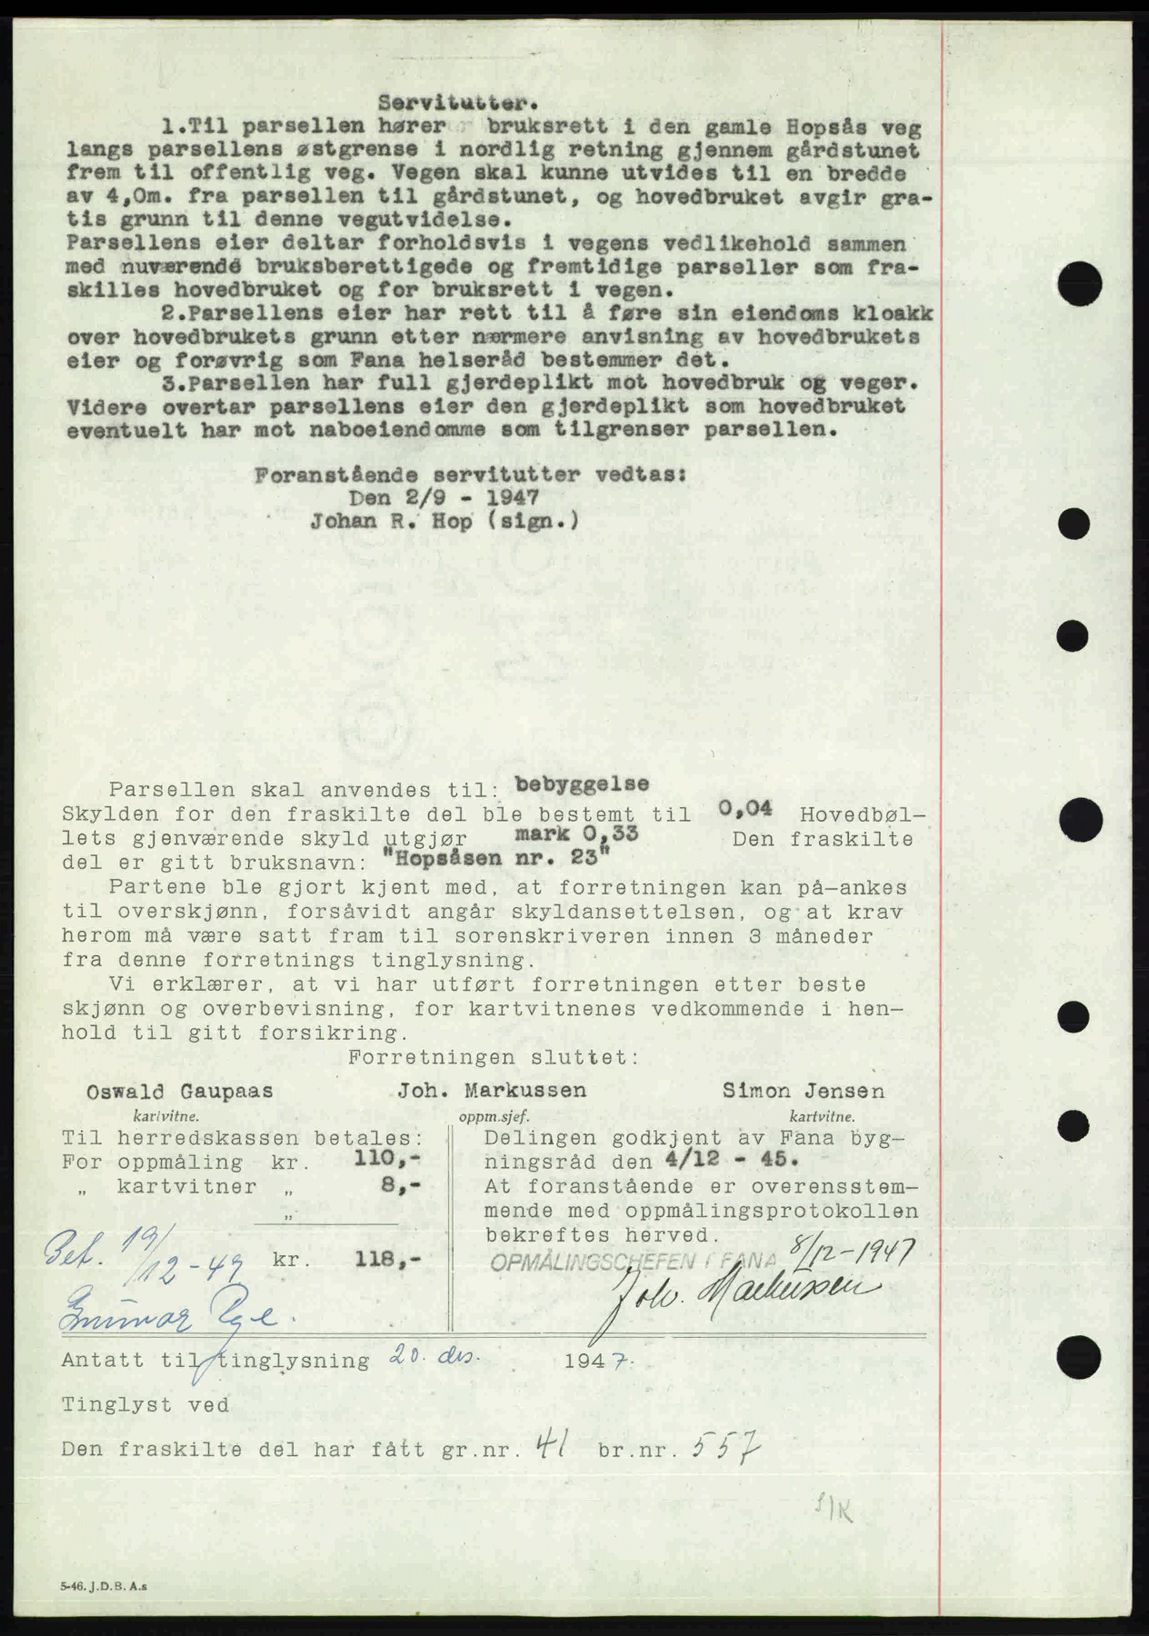 Servitutter.
1.Til parsellen hører bruksrett i den gamle Hopsås veg
langs parsellens østgrense i nordlig retning gjennem gårdstunet
frem til offentlig veg. Vegen skal kunne utvides til en bredde
av 4,0m. fra parsellen til gårdstunet, og hovedbruket avgir gra-
tis grunn til denne vegutvidelse.
Parsellens eier deltar forholdsvis i vegens vedlikehold sammen
med nuværende bruksberettigede og fremtidige parseller som fra-
skilles hovedbruket og for bruksrett i vegen.
2.Parsellens eier har rett til å føre sin eiendoms kloakk
over hovedbrukets grunn etter nærmere anvisning av hovedbrukets
eier og forøvrig som Fana helseråd bestemmer det.
3.Parsellen har full gjerdeplikt mot hovedbruk og veger.
Videre overtar parsellens eier den gjerdeplikt som hovedbruket
eventuelt har mot naboeiendomme som tilgrenser parsellen.
Foranstående servitutter vedtas:
Den 2/9 - 1947
Johan R. Hop (sign.)
Parsellen skal anvendes til: bebyggelse
Skylden for den fraskilte del ble bestemt til 0,04 Hovedbøl-
lets gjenværende skyld utgjør mark 0,33 Den fraskilte
del er gitt bruksnavn: "Hopsåsen nr. 23"
Partene ble gjort kjent med, at forretningen kan på-ankes
til overskjønn, forsåvidt angår skyldansettelsen, og at krav
herom må være satt fram til sorenskriveren innen 3 måneder
fra denne forretnings tinglysning.
Vi erklærer, at vi har utført forretningen etter beste
skjønn og overbevisning, for kartvitnenes vedkommende i hen-
hold til gitt forsikring.
Forretningen sluttet:
Oswald Gaupaas Joh. Markussen Simon Jensen
kartvitne. oppm.sjef. kartvitne.
Til herredskassen betales:
For oppmåling kr. 110,-
„ kartvitner „ 8,-
„
Bet. 19/12-49 kr. 118,-
Gunnar Rye.
Delingen godkjent av Fana byg-
ningsråd den 4/12 - 45.
At foranstående er overensstem-
mende med oppmålingsprotokollen
bekreftes herved.
OPMÅLINGSCHEFEN I FANA 8/12-1947
Joh. Markussen
Antatt til tinglysning 20. des. 1947.
Tinglyst ved
Den fraskilte del har fått gr.nr. 41 br.nr. 557
S/K
5-46. J.D.B. A.s